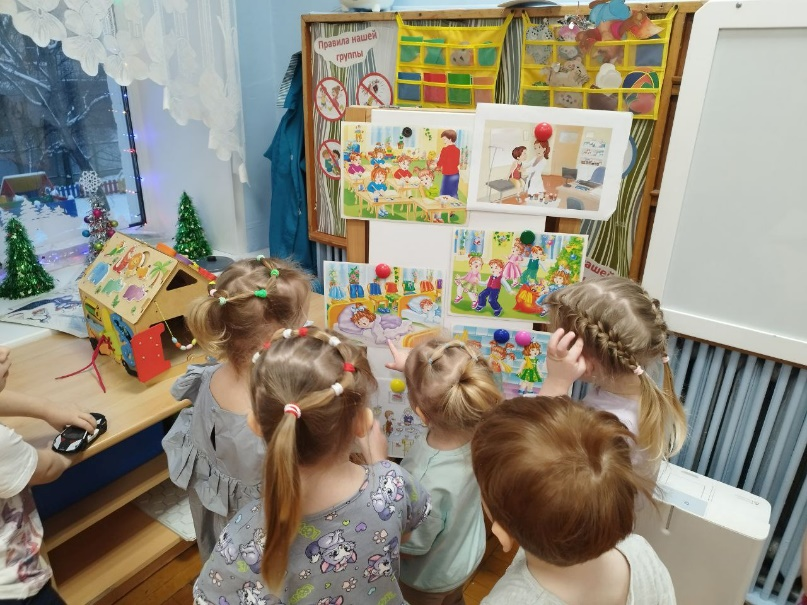 Правила нашей
группы